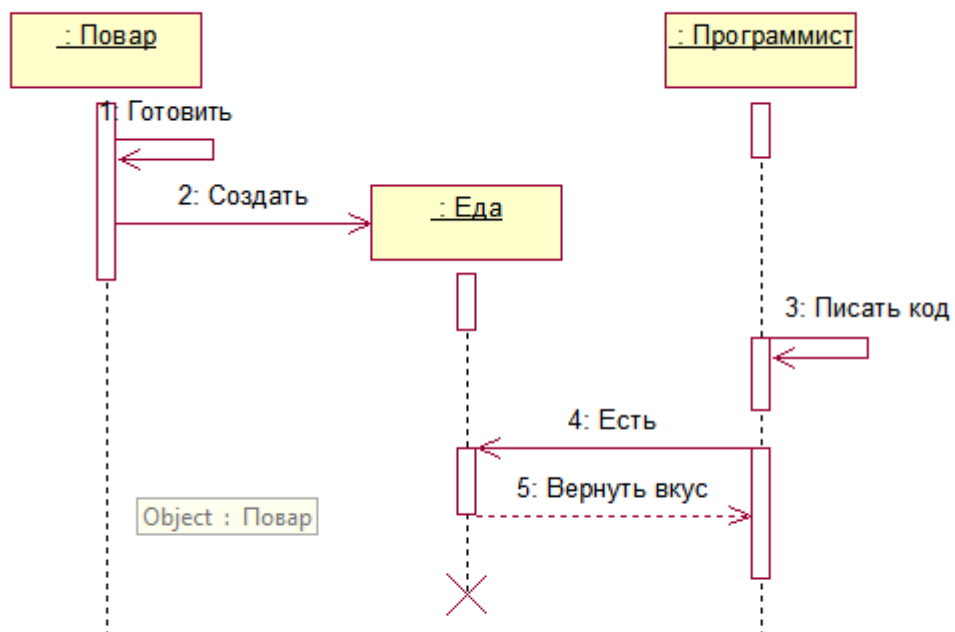 : Повар
: Программист
1: Готовить
2: Создать
: Еда
3: Писать код
4: Есть
5: Вернуть вкус
Object : Повар